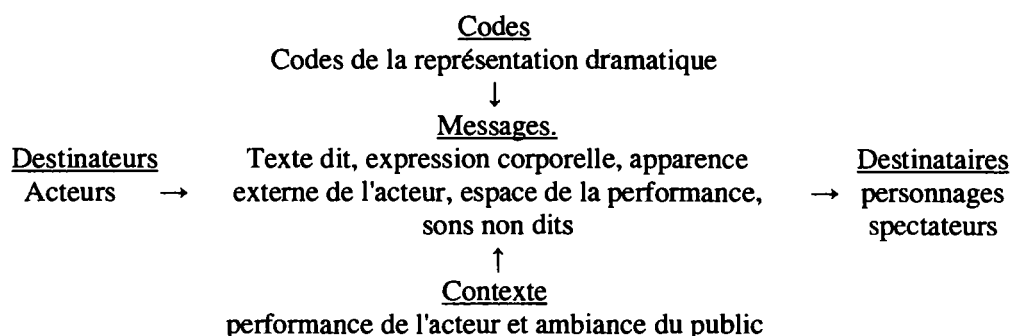 Codes
Codes de la représentation dramatique
↓
Messages.
Destinateurs Texte dit, expression corporelle, apparence Destinataires
Acteurs → externe de l'acteur, espace de la performance, → personnages
sons non dits spectateurs
↑
Contexte
performance de l'acteur et ambiance du public